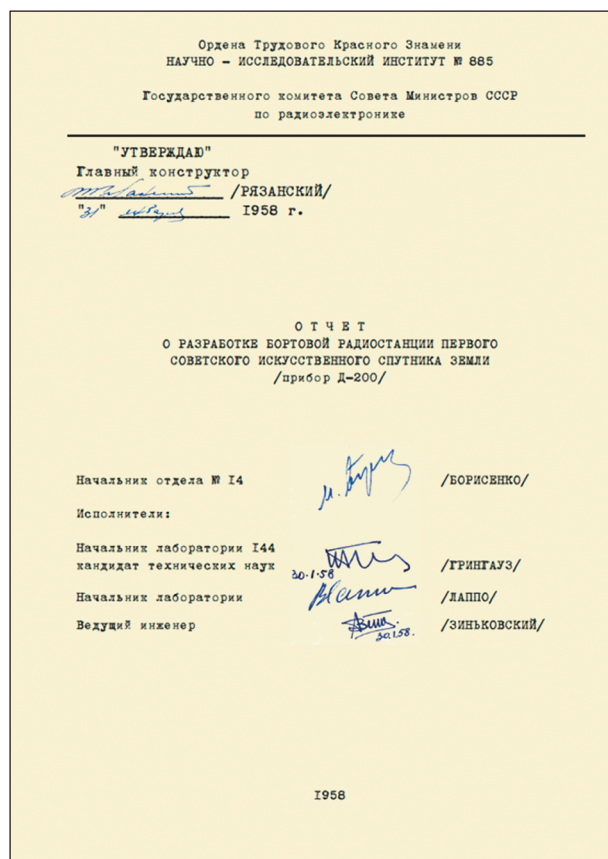 Ордена Трудового Красного Знамени
НАУЧНО – ИССЛЕДОВАТЕЛЬСКИЙ ИНСТИТУТ № 885
Государственного комитета Совета Министров СССР
по радиоэлектронике
"УТВЕРЖДАЮ"
Главный конструктор
/РЯЗАНСКИЙ/
"31" января I958 г.
О Т Ч Е Т
О РАЗРАБОТКЕ БОРТОВОЙ РАДИОСТАНЦИИ ПЕРВОГО
СОВЕТСКОГО ИСКУССТВЕННОГО СПУТНИКА ЗЕМЛИ
/прибор Д-200/
Начальник отдела № I4 /БОРИСЕНКО/
Исполнители:
Начальник лаборатории I44
кандидат технических наук 30·1·58 /ГРИНГАУЗ/
Начальник лаборатории /ЛАППО/
Ведущий инженер 30.1.58. /ЗИНЬКОВСКИЙ/
I958